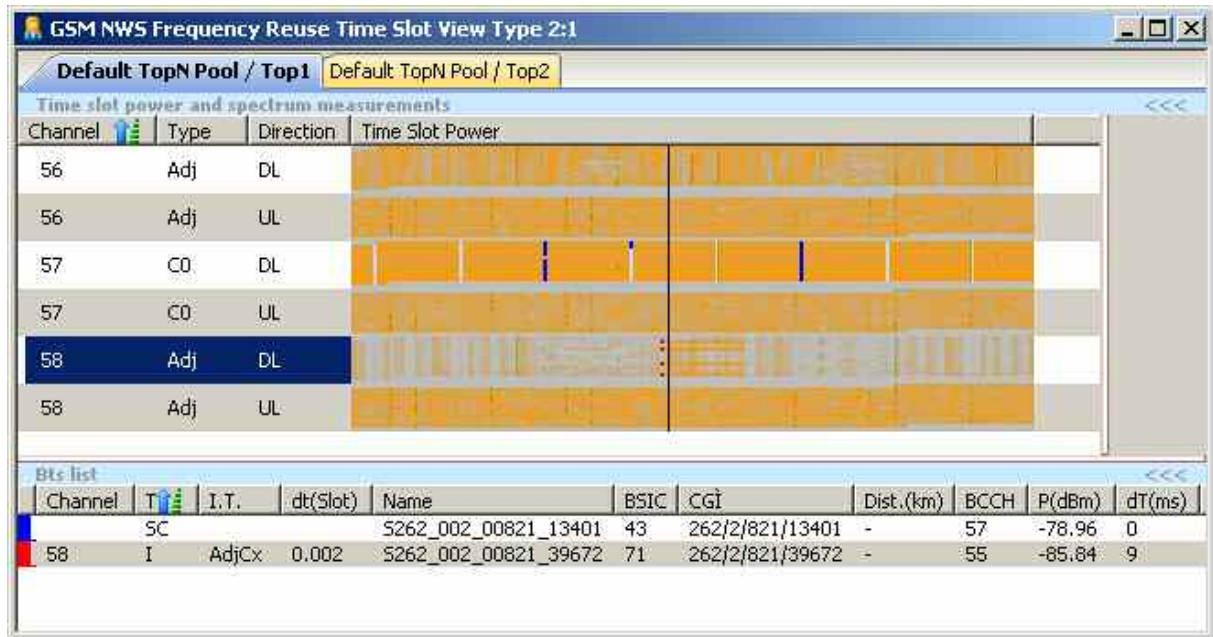 GSM NWS Frequency Reuse Time Slot View Type 2:1
Default TopN Pool / Top1 Default TopN Pool / Top2
Time slot power and spectrum measurements <<<
Channel Type Direction Time Slot Power
56 Adj DL
56 Adj UL
57 C0 DL
57 C0 UL
58 Adj DL
58 Adj UL
Bts list <<<
Channel T I.T. dt(Slot) Name BSIC CGÌ Dist.(km) BCCH P(dBm) dT(ms)
SC S262_002_00821_13401 43 262/2/821/13401 - 57 -78.96 0
58 I AdjCx 0.002 S262_002_00821_39672 71 262/2/821/39672 - 55 -85.84 9